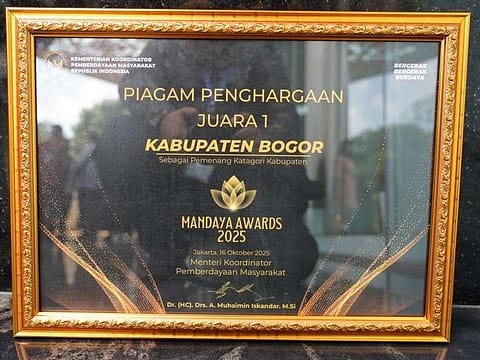 KEMENTERIAN KOORDINATOR
PEMBERDAYAAN MASYARAKAT
REPUBLIK INDONESIA
BERGERAK
BERGERAK
BERDAYA
PIAGAM PENGHARGAAN
JUARA 1
KABUPATEN BOGOR
Sebagai Pemenang Katagori Kabupaten
MANDAYA AWARDS
2025
Jakarta, 16 Oktober 2025
Menteri Koordinator
Pemberdayaan Masyarakat
Dr. (HC). Drs. A. Muhaimin Iskandar. M.Si